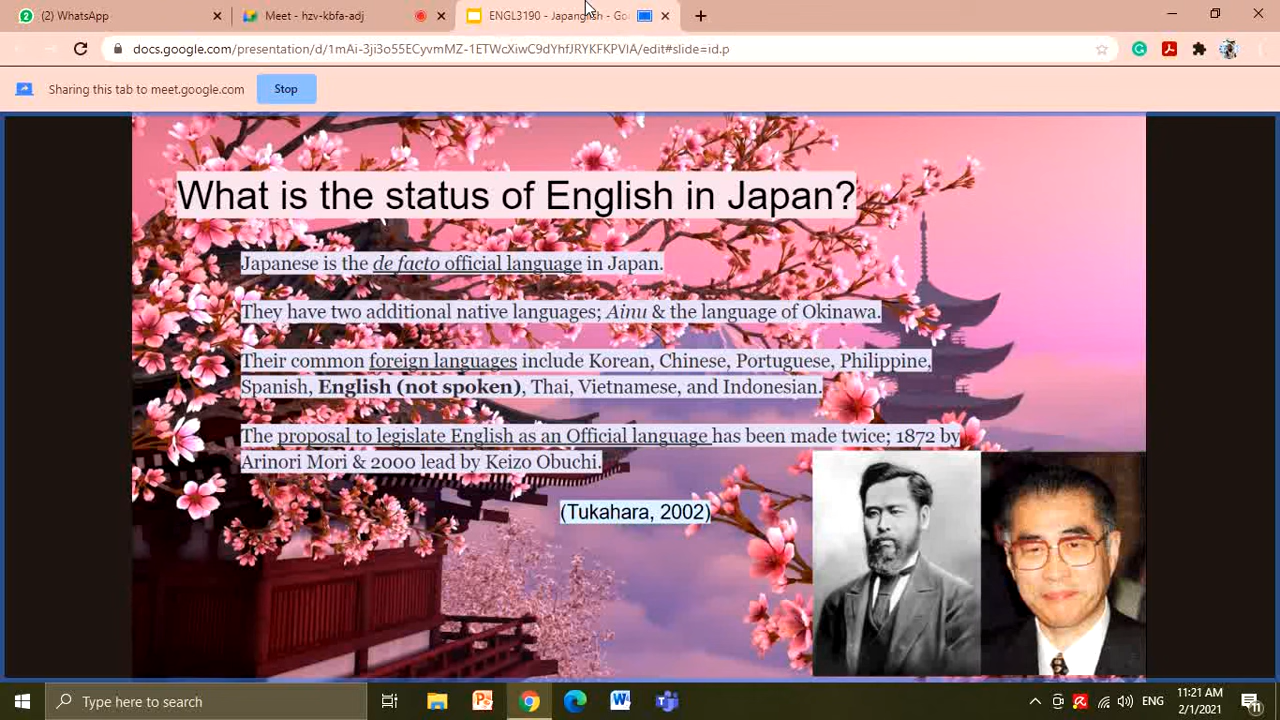 (2) WhatsApp
Meet - hzv-kbfa-adj
ENGL3190 - Japanglish - Go
docs.google.com/presentation/d/1mAi-3ji3o55ECyvmMZ-1ETWcXiwC9dYhfJRYKFKPVIA/edit#slide=id.p
Sharing this tab to meet.google.com
Stop
What is the status of English in Japan?
Japanese is the de facto official language in Japan.
They have two additional native languages; Ainu & the language of Okinawa.
Their common foreign languages include Korean, Chinese, Portuguese, Philippine,
Spanish, English (not spoken), Thai, Vietnamese, and Indonesian.
The proposal to legislate English as an Official language has been made twice; 1872 by
Arinori Mori & 2000 lead by Keizo Obuchi.
(Tukahara, 2002)
Type here to search
ENG
11:21 AM
2/1/2021
11